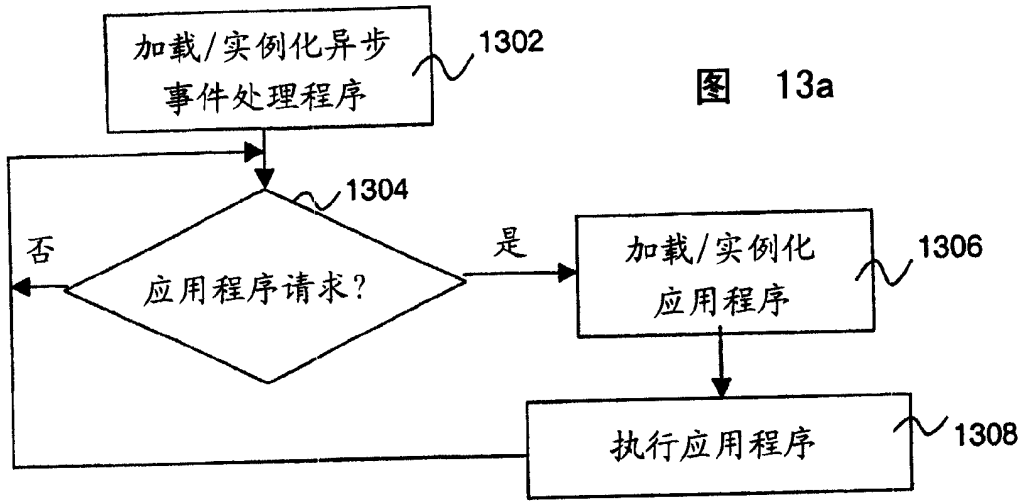 加载/实例化异步
事件处理程序
1302
图 13a
1304
否
应用程序请求?
是
加载/实例化
应用程序
1306
执行应用程序
1308